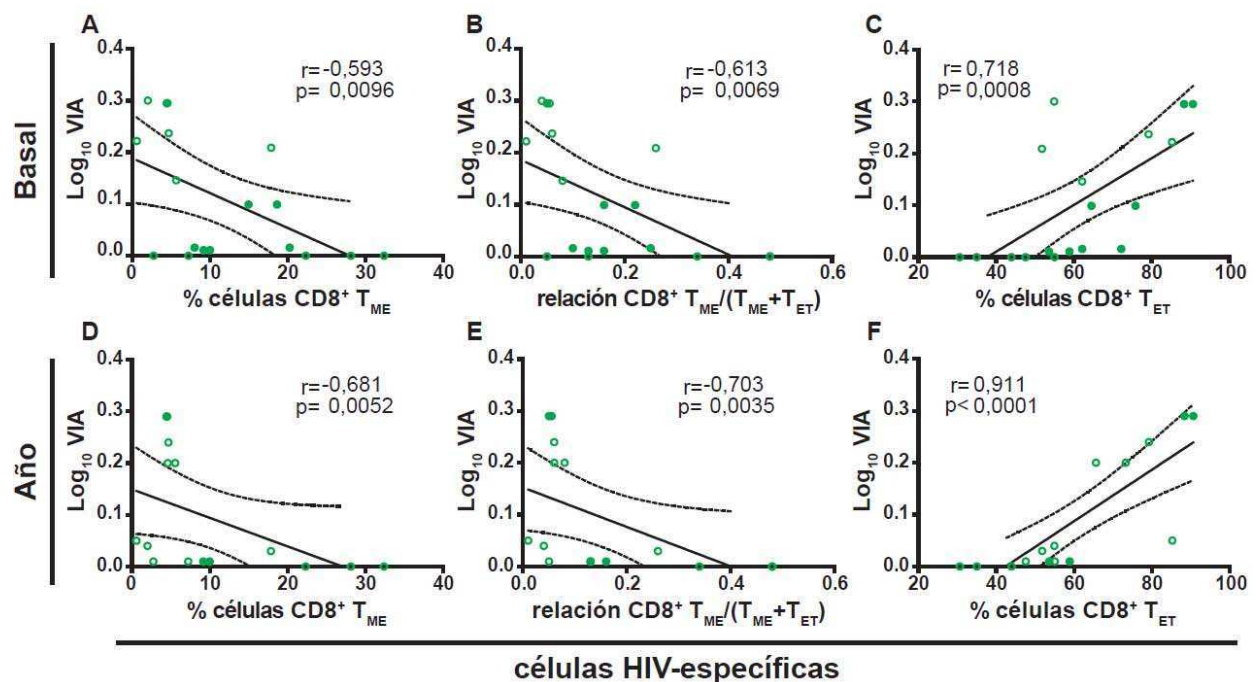 Basal
A
r=-0,593
p= 0,0096
Log10 VIA
0.4
0.3
0.2
0.1
0.0
0
10
20
30
40
% células CD8+ TME
B
r=-0,613
p= 0,0069
Log10 VIA
0.4
0.3
0.2
0.1
0.0
0.0
0.2
0.4
0.6
relación CD8+ TME/(TME+TET)
C
r= 0,718
p= 0,0008
Log10 VIA
0.4
0.3
0.2
0.1
0.0
20
40
60
80
100
% células CD8+ TET
Año
D
r=-0,681
p= 0,0052
Log10 VIA
0.4
0.3
0.2
0.1
0.0
0
10
20
30
40
% células CD8+ TME
E
r=-0,703
p= 0,0035
Log10 VIA
0.4
0.3
0.2
0.1
0.0
0.0
0.2
0.4
0.6
relación CD8+ TME/(TME+TET)
F
r= 0,911
p< 0,0001
Log10 VIA
0.4
0.3
0.2
0.1
0.0
20
40
60
80
100
% células CD8+ TET
células HIV-específicas